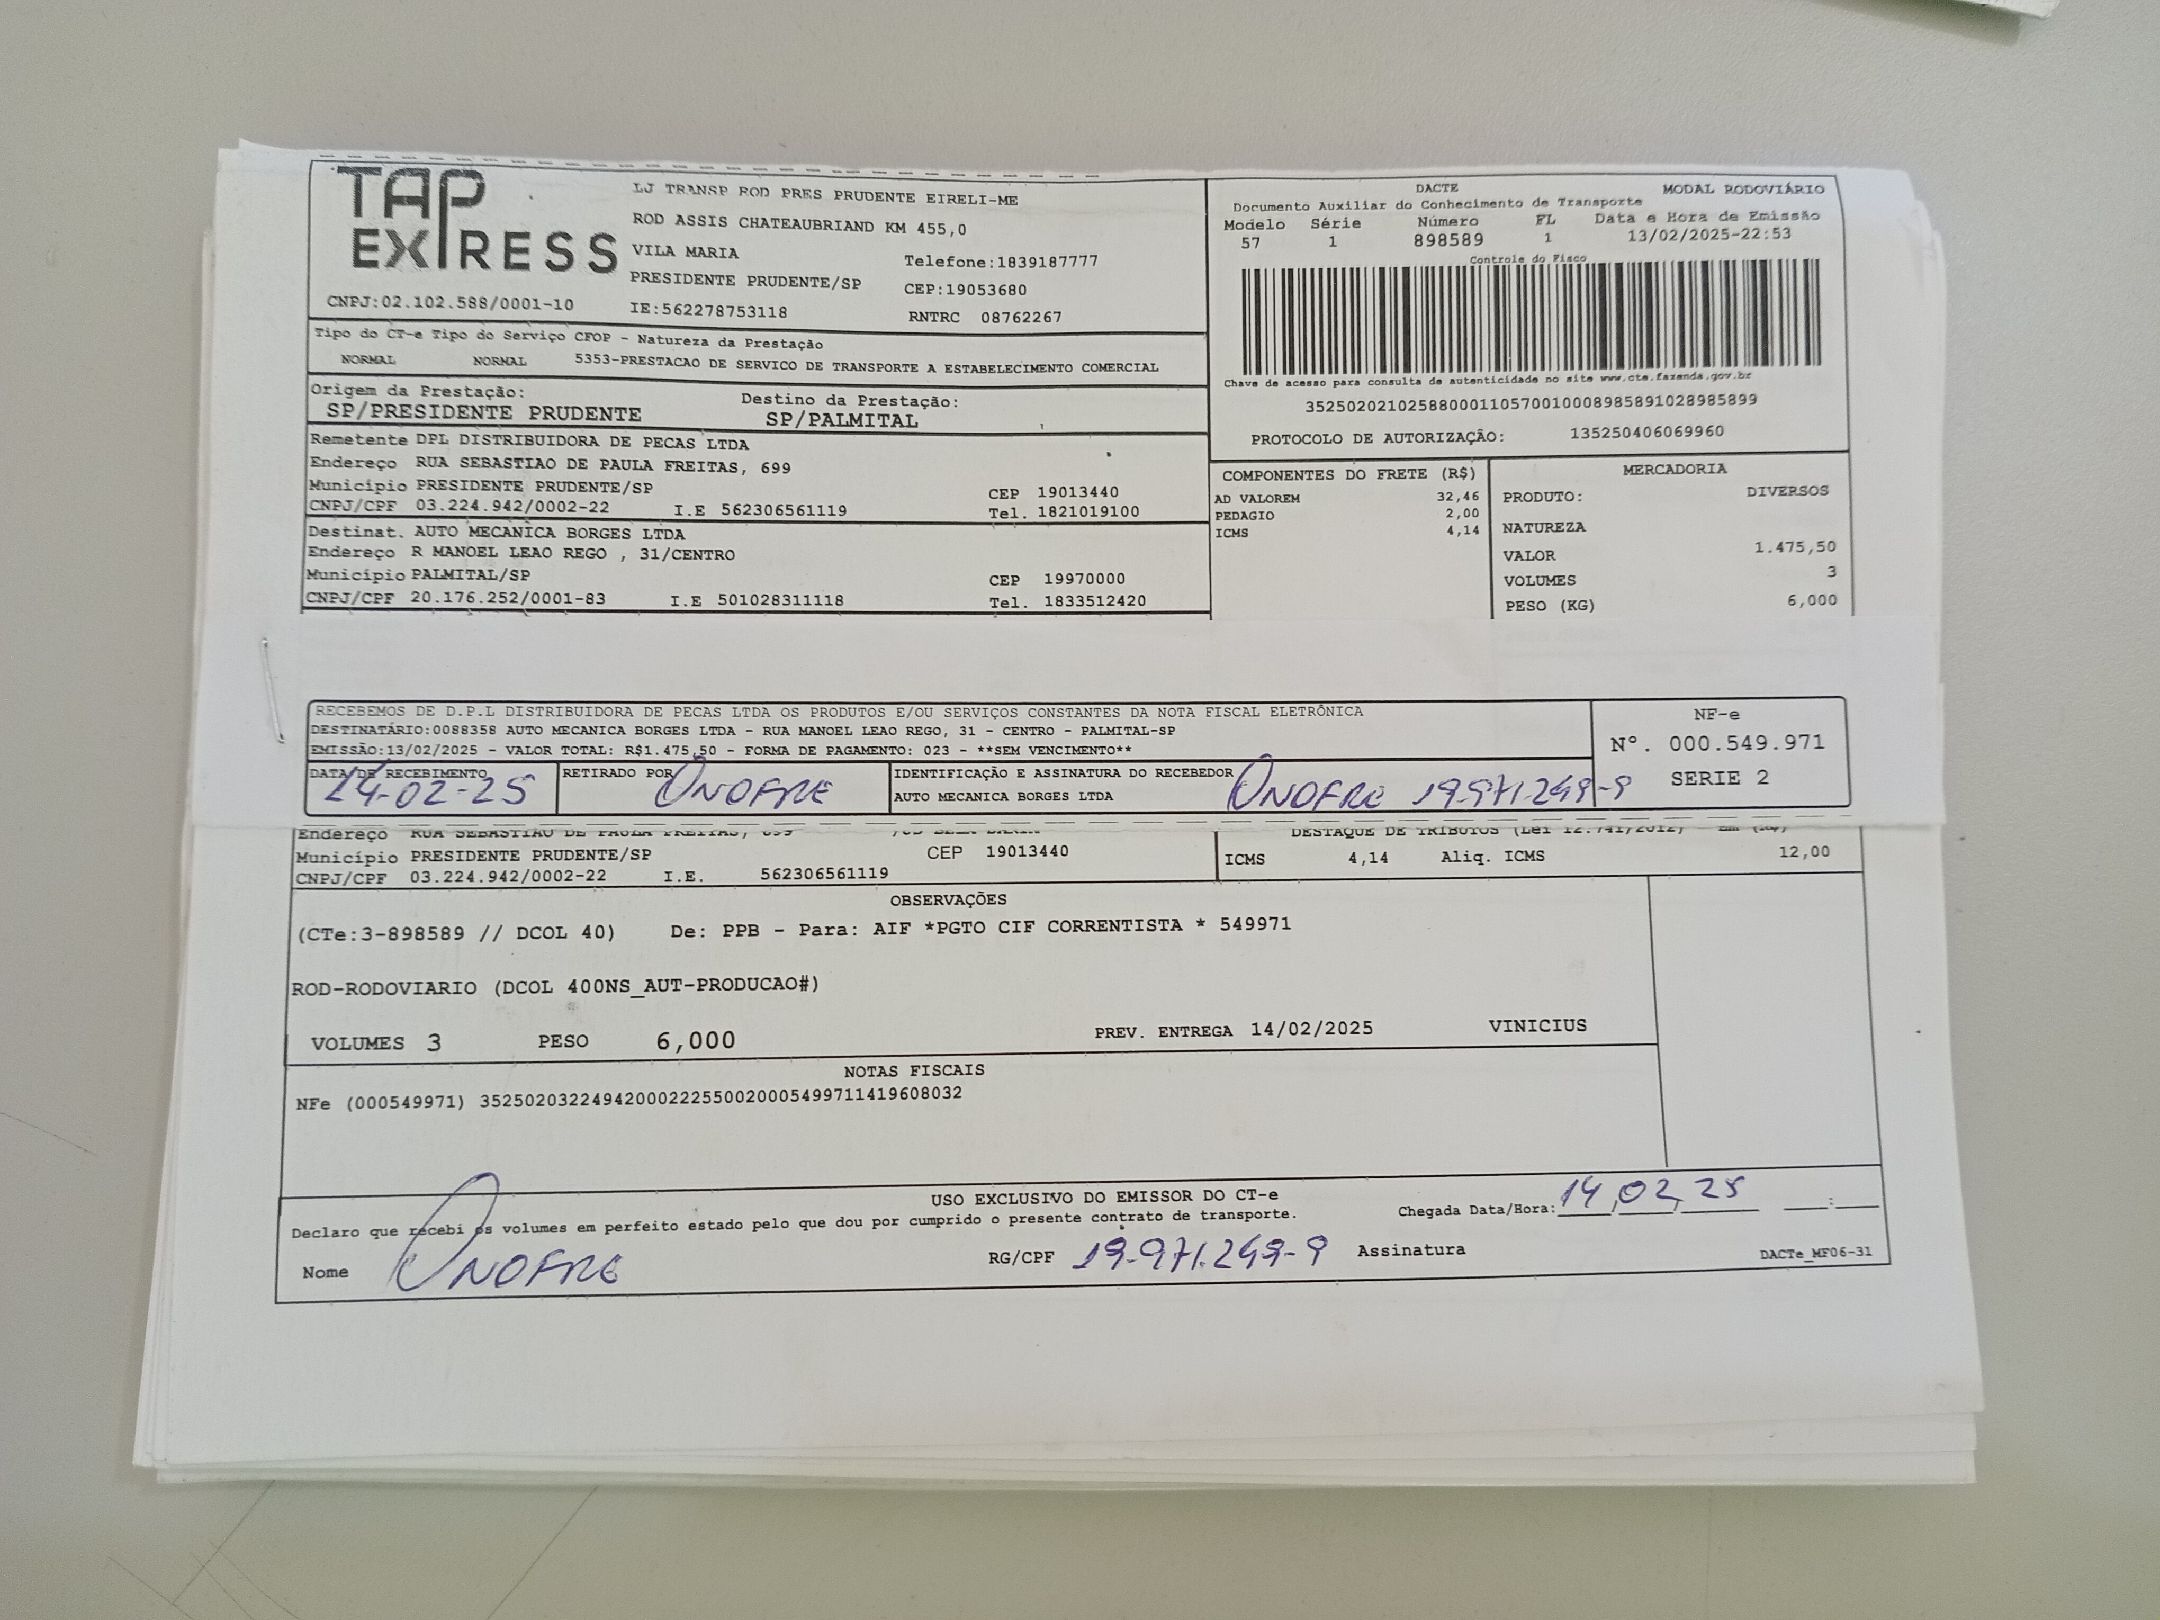 TAP EXPRESS
LJ TRANSP ROD PRES PRUDENTE EIRELI-ME
ROD ASSIS CHATEAUBRIAND KM 455,0
VILA MARIA
Telefone:1839187777
PRESIDENTE PRUDENTE/SP
CEP:19053680
CNPJ:02.102.588/0001-10
IE:562278753118
RNTRC 08762267
DACTE MODAL RODOVIÁRIO
Documento Auxiliar do Conhecimento de Transporte
Modelo Série Número FL Data e Hora de Emissão
57 1 898589 1 13/02/2025-22:53
Controle do Fisco
Chave de acesso para consulta de autenticidade no site www.cte.fazenda.gov.br
35250202102588000110570010008985891028985899
PROTOCOLO DE AUTORIZAÇÃO: 135250406069960
Tipo do CT-e Tipo do Serviço CFOP - Natureza da Prestação
NORMAL NORMAL 5353-PRESTACAO DE SERVICO DE TRANSPORTE A ESTABELECIMENTO COMERCIAL
Origem da Prestação: Destino da Prestação:
SP/PRESIDENTE PRUDENTE SP/PALMITAL
Remetente DPL DISTRIBUIDORA DE PECAS LTDA
Endereço RUA SEBASTIAO DE PAULA FREITAS, 699
Município PRESIDENTE PRUDENTE/SP CEP 19013440
CNPJ/CPF 03.224.942/0002-22 I.E 562306561119 Tel. 1821019100
Destinat. AUTO MECANICA BORGES LTDA
Endereço R MANOEL LEAO REGO , 31/CENTRO
Município PALMITAL/SP CEP 19970000
CNPJ/CPF 20.176.252/0001-83 I.E 501028311118 Tel. 1833512420
COMPONENTES DO FRETE (R$)
AD VALOREM 32,46
PEDAGIO 2,00
ICMS 4,14
MERCADORIA
PRODUTO: DIVERSOS
NATUREZA
VALOR 1.475,50
VOLUMES 3
PESO (KG) 6,000
RECEBEMOS DE D.P.L DISTRIBUIDORA DE PECAS LTDA OS PRODUTOS E/OU SERVIÇOS CONSTANTES DA NOTA FISCAL ELETRÔNICA
DESTINATÁRIO:0088358 AUTO MECANICA BORGES LTDA - RUA MANOEL LEAO REGO, 31 - CENTRO - PALMITAL-SP
EMISSÃO:13/02/2025 - VALOR TOTAL: R$1.475,50 - FORMA DE PAGAMENTO: 023 - **SEM VENCIMENTO**
NF-e
Nº. 000.549.971
SERIE 2
DATA DE RECEBIMENTO
14-02-25
RETIRADO POR
ONOFRE
IDENTIFICAÇÃO E ASSINATURA DO RECEBEDOR
AUTO MECANICA BORGES LTDA
ONOFRE 19.971.249-9
Endereço RUA SEBASTIAO DE PAULA FREITAS, 699
Município PRESIDENTE PRUDENTE/SP CEP 19013440
CNPJ/CPF 03.224.942/0002-22 I.E. 562306561119
DESTAQUE DE TRIBUTOS (Lei 12.741/2012) - Em (R$)
ICMS 4,14 Aliq. ICMS 12,00
OBSERVAÇÕES
(CTe:3-898589 // DCOL 40) De: PPB - Para: AIF *PGTO CIF CORRENTISTA * 549971
ROD-RODOVIARIO (DCOL 400NS_AUT-PRODUCAO#)
VOLUMES 3 PESO 6,000 PREV. ENTREGA 14/02/2025 VINICIUS
NOTAS FISCAIS
NFe (000549971) 35250203224942000222550020005499711419608032
USO EXCLUSIVO DO EMISSOR DO CT-e
Declaro que recebi os volumes em perfeito estado pelo que dou por cumprido o presente contrato de transporte.
Chegada Data/Hora: 14 02 25 :
Nome ONOFRE RG/CPF 19.971.249-9 Assinatura
DACTe_MF06-31